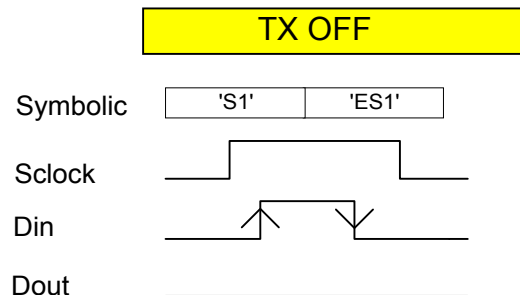 TX OFF
Symbolic 'S1' 'ES1'
Sclock
Din
Dout